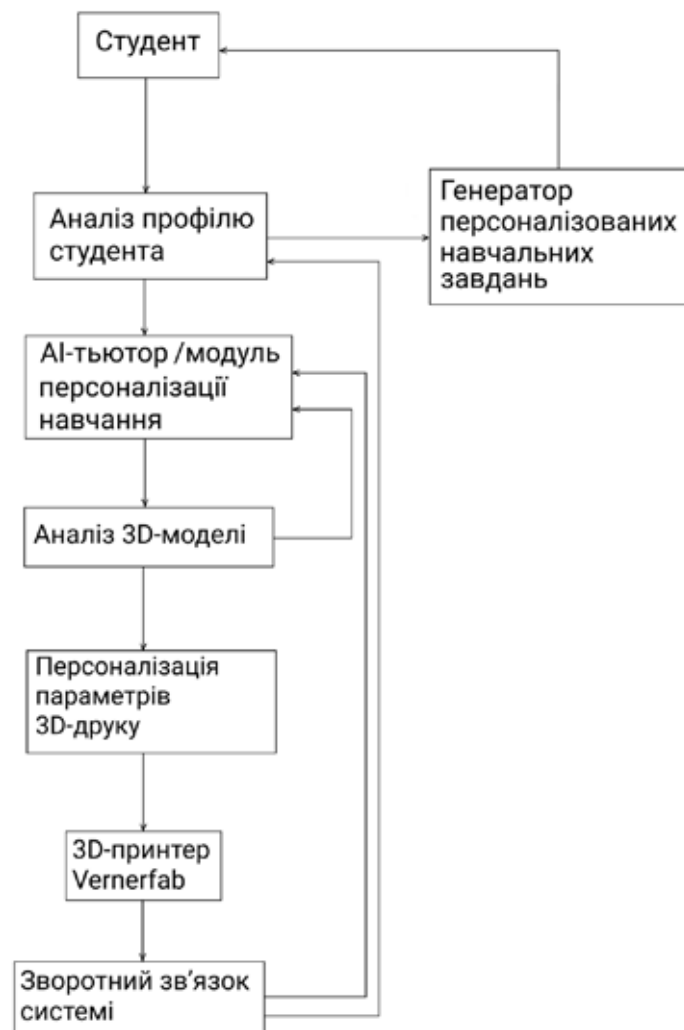 Студент
Генератор
персоналізованих
навчальних
завдань
Аналіз профілю
студента
AI-тьютор /модуль
персоналізації
навчання
Аналіз 3D-моделі
Персоналізація
параметрів
3D-друку
3D-принтер
Vernerfab
Зворотний зв’язок
системі